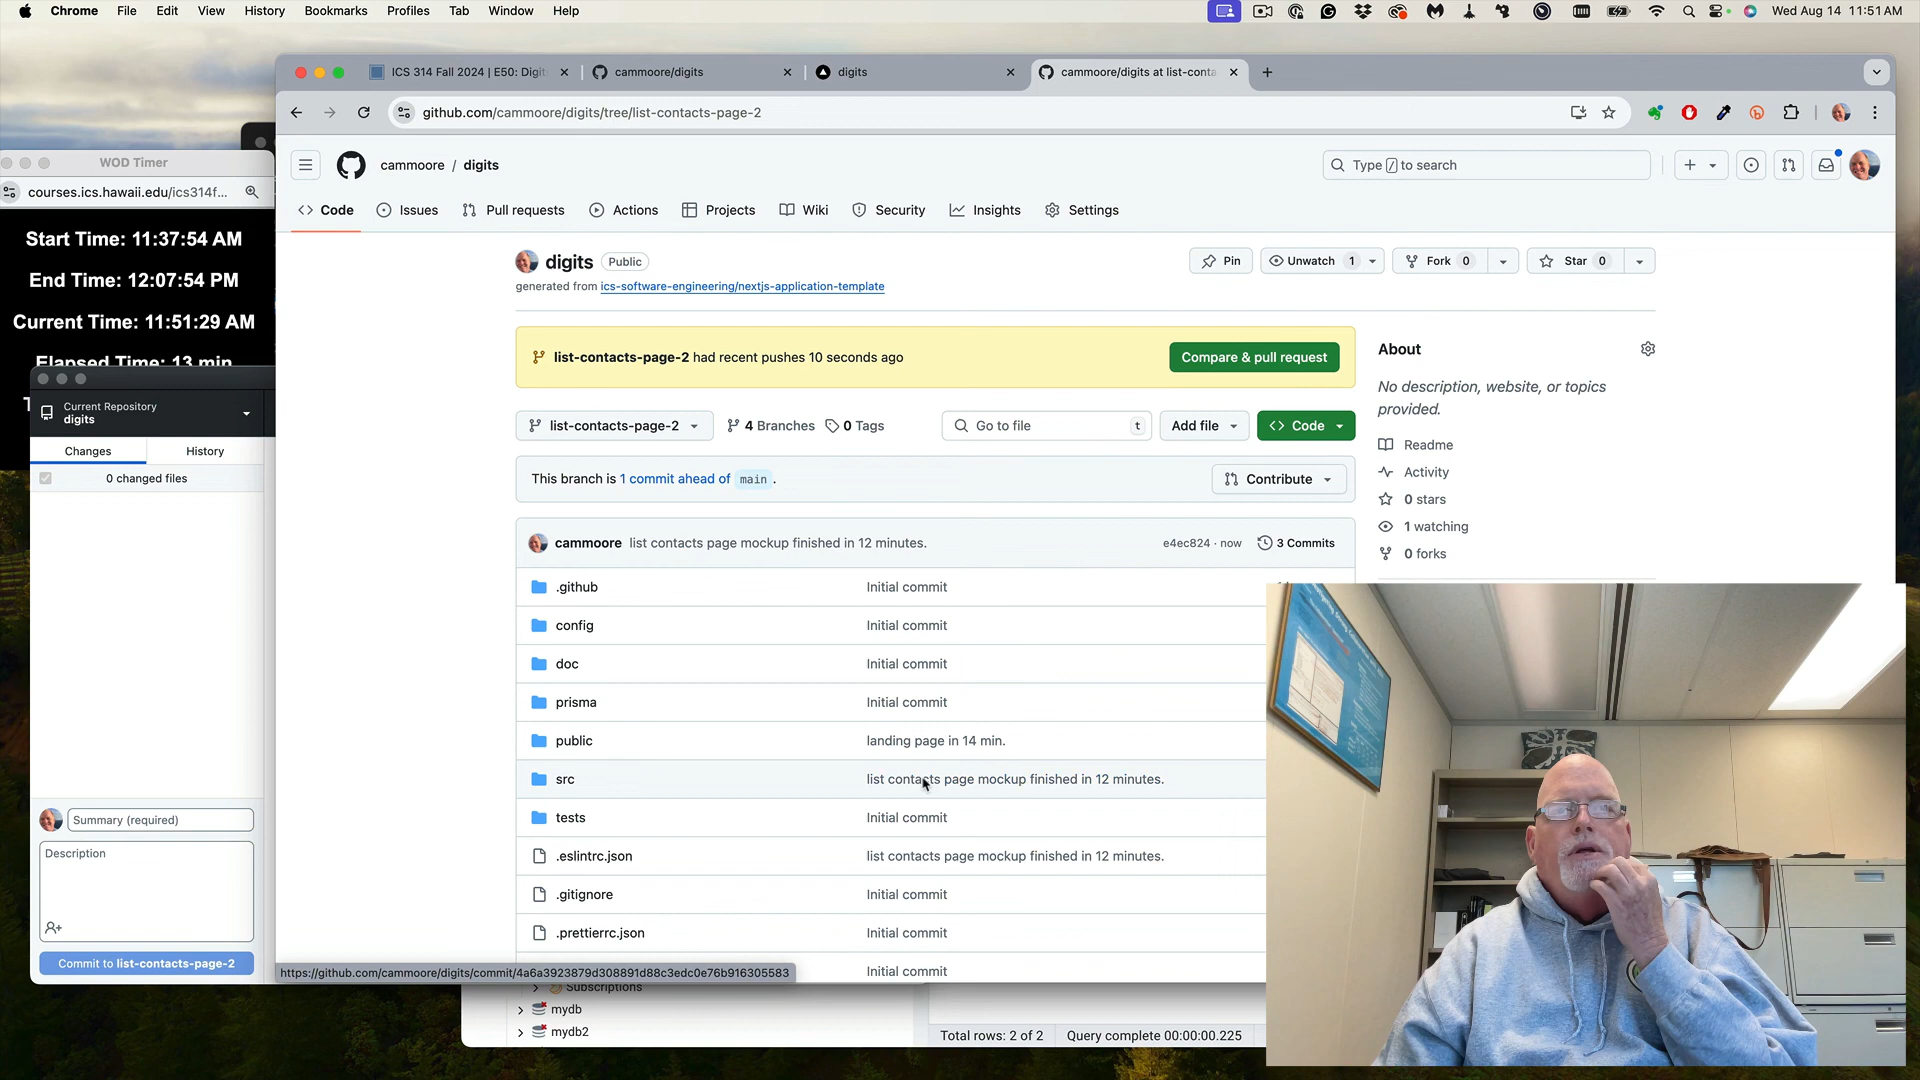 Chrome File Edit View History Bookmarks Profiles Tab Window Help
Wed Aug 14 11:51 AM
ICS 314 Fall 2024 | E50: Digits
cammoore/digits
digits
cammoore/digits at list-conta
github.com/cammoore/digits/tree/list-contacts-page-2
WOD Timer
courses.ics.hawaii.edu/ics314f...
Start Time: 11:37:54 AM
End Time: 12:07:54 PM
Current Time: 11:51:29 AM
Elapsed Time: 13 min
Current Repository
digits
Changes History
0 changed files
Summary (required)
Description
Commit to list-contacts-page-2
cammoore / digits
Type / to search
Code Issues Pull requests Actions Projects Wiki Security Insights Settings
digits Public
Pin Unwatch 1 Fork 0 Star 0
generated from ics-software-engineering/nextjs-application-template
list-contacts-page-2 had recent pushes 10 seconds ago
Compare & pull request
list-contacts-page-2 4 Branches 0 Tags
Go to file t Add file <> Code
This branch is 1 commit ahead of main .
Contribute
cammoore list contacts page mockup finished in 12 minutes. e4ec824 · now 3 Commits
.github Initial commit
config Initial commit
doc Initial commit
prisma Initial commit
public landing page in 14 min.
src list contacts page mockup finished in 12 minutes.
tests Initial commit
.eslintrc.json list contacts page mockup finished in 12 minutes.
.gitignore Initial commit
.prettierrc.json Initial commit
Initial commit
About
No description, website, or topics
provided.
Readme
Activity
0 stars
1 watching
0 forks
https://github.com/cammoore/digits/commit/4a6a3923879d308891d88c3edc0e76b916305583
Subscriptions
mydb
mydb2
Total rows: 2 of 2 Query complete 00:00:00.225